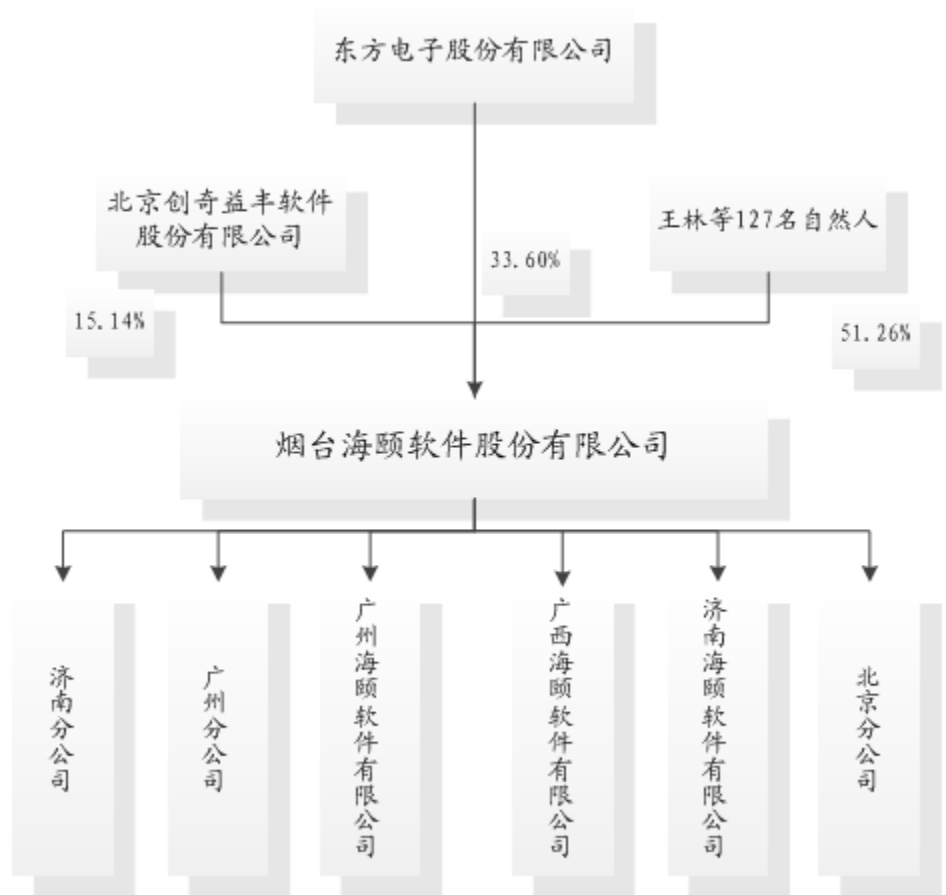 东方电子股份有限公司
北京创奇益丰软件
股份有限公司
王林等127名自然人
33.60%
15.14%
51.26%
烟台海颐软件股份有限公司
济南分公司
广州分公司
广州海颐软件有限公司
广西海颐软件有限公司
济南海颐软件有限公司
北京分公司